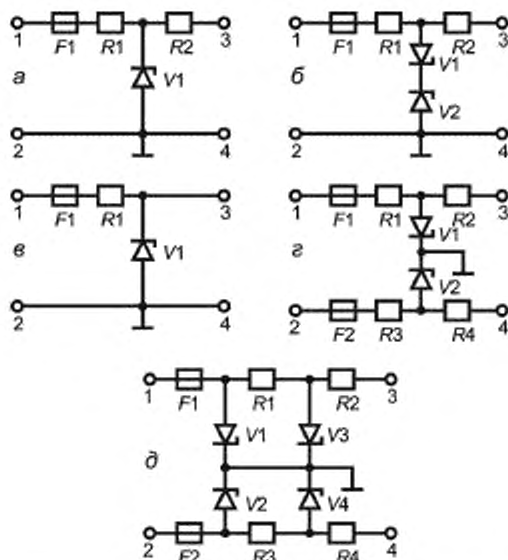 1 F1 R1 R2 3
а V1
2 4
1 F1 R1 R2 3
б V1
V2
2 4
1 F1 R1 3
в V1
2 4
1 F1 R1 R2 3
г V1
V2
2 F2 R3 R4 4
1 F1 R1 R2 3
V1 V3
д
V2 V4
2 F2 R3 R4 4